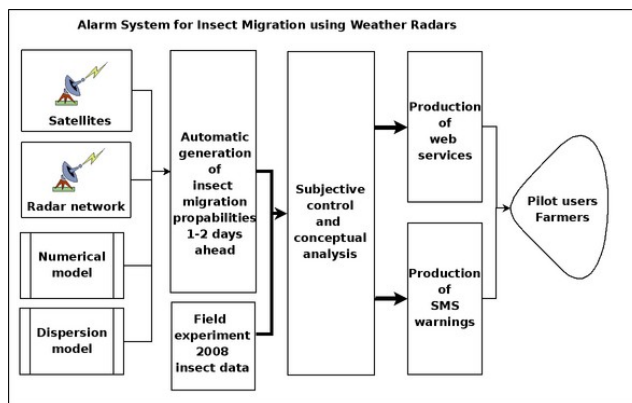 Alarm System for Insect Migration using Weather Radars
Satellites
Radar network
Numerical
model
Dispersion
model
Automatic
generation
of
insect
migration
propabilities
1-2 days
ahead
Field
experiment
2008
insect data
Subjective
control
and
conceptual
analysis
Production
of
web
services
Production
of
SMS
warnings
Pilot users
Farmers